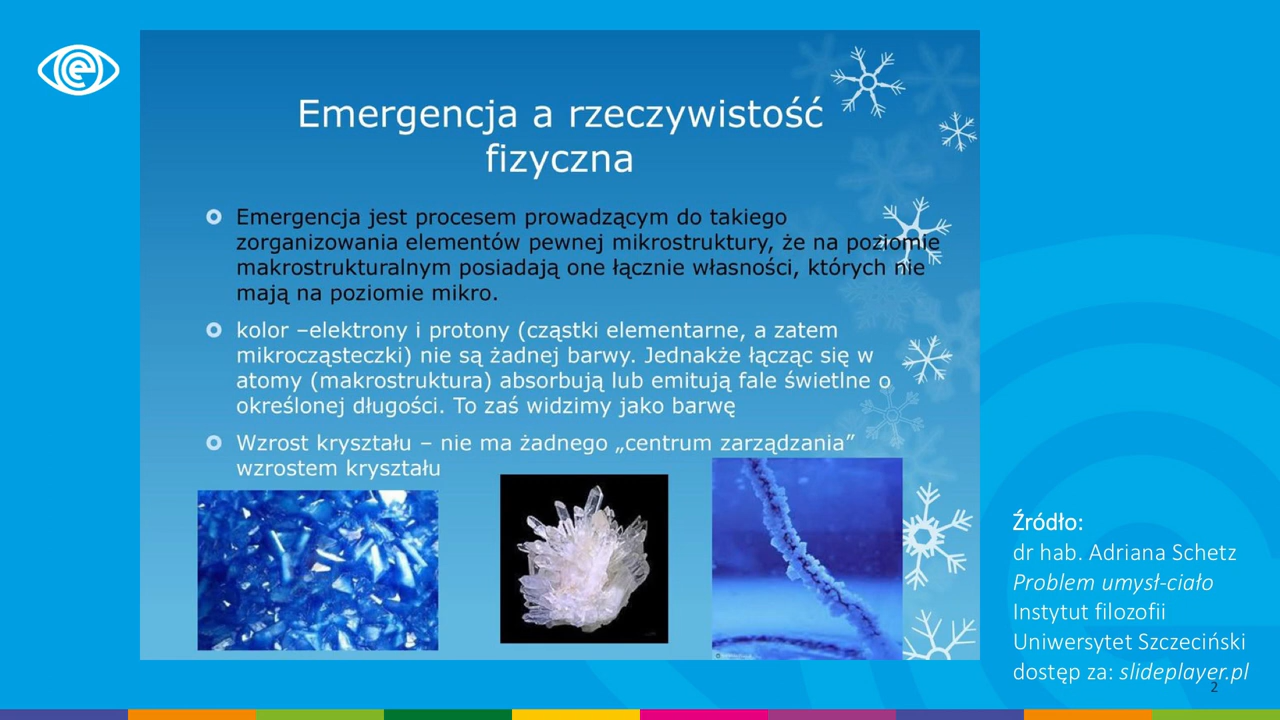 Emergencja a rzeczywistość
fizyczna
Emergencja jest procesem prowadzącym do takiego
zorganizowania elementów pewnej mikrostruktury, że na poziomie
makrostrukturalnym posiadają one łącznie własności, których nie
mają na poziomie mikro.
kolor –elektrony i protony (cząstki elementarne, a zatem
mikrocząsteczki) nie są żadnej barwy. Jednakże łącząc się w
atomy (makrostruktura) absorbują lub emitują fale świetlne o
określonej długości. To zaś widzimy jako barwę
Wzrost kryształu – nie ma żadnego „centrum zarządzania”
wzrostem kryształu
Źródło:
dr hab. Adriana Schetz
Problem umysł-ciało
Instytut filozofii
Uniwersytet Szczeciński
dostęp za: slideplayer.pl
2